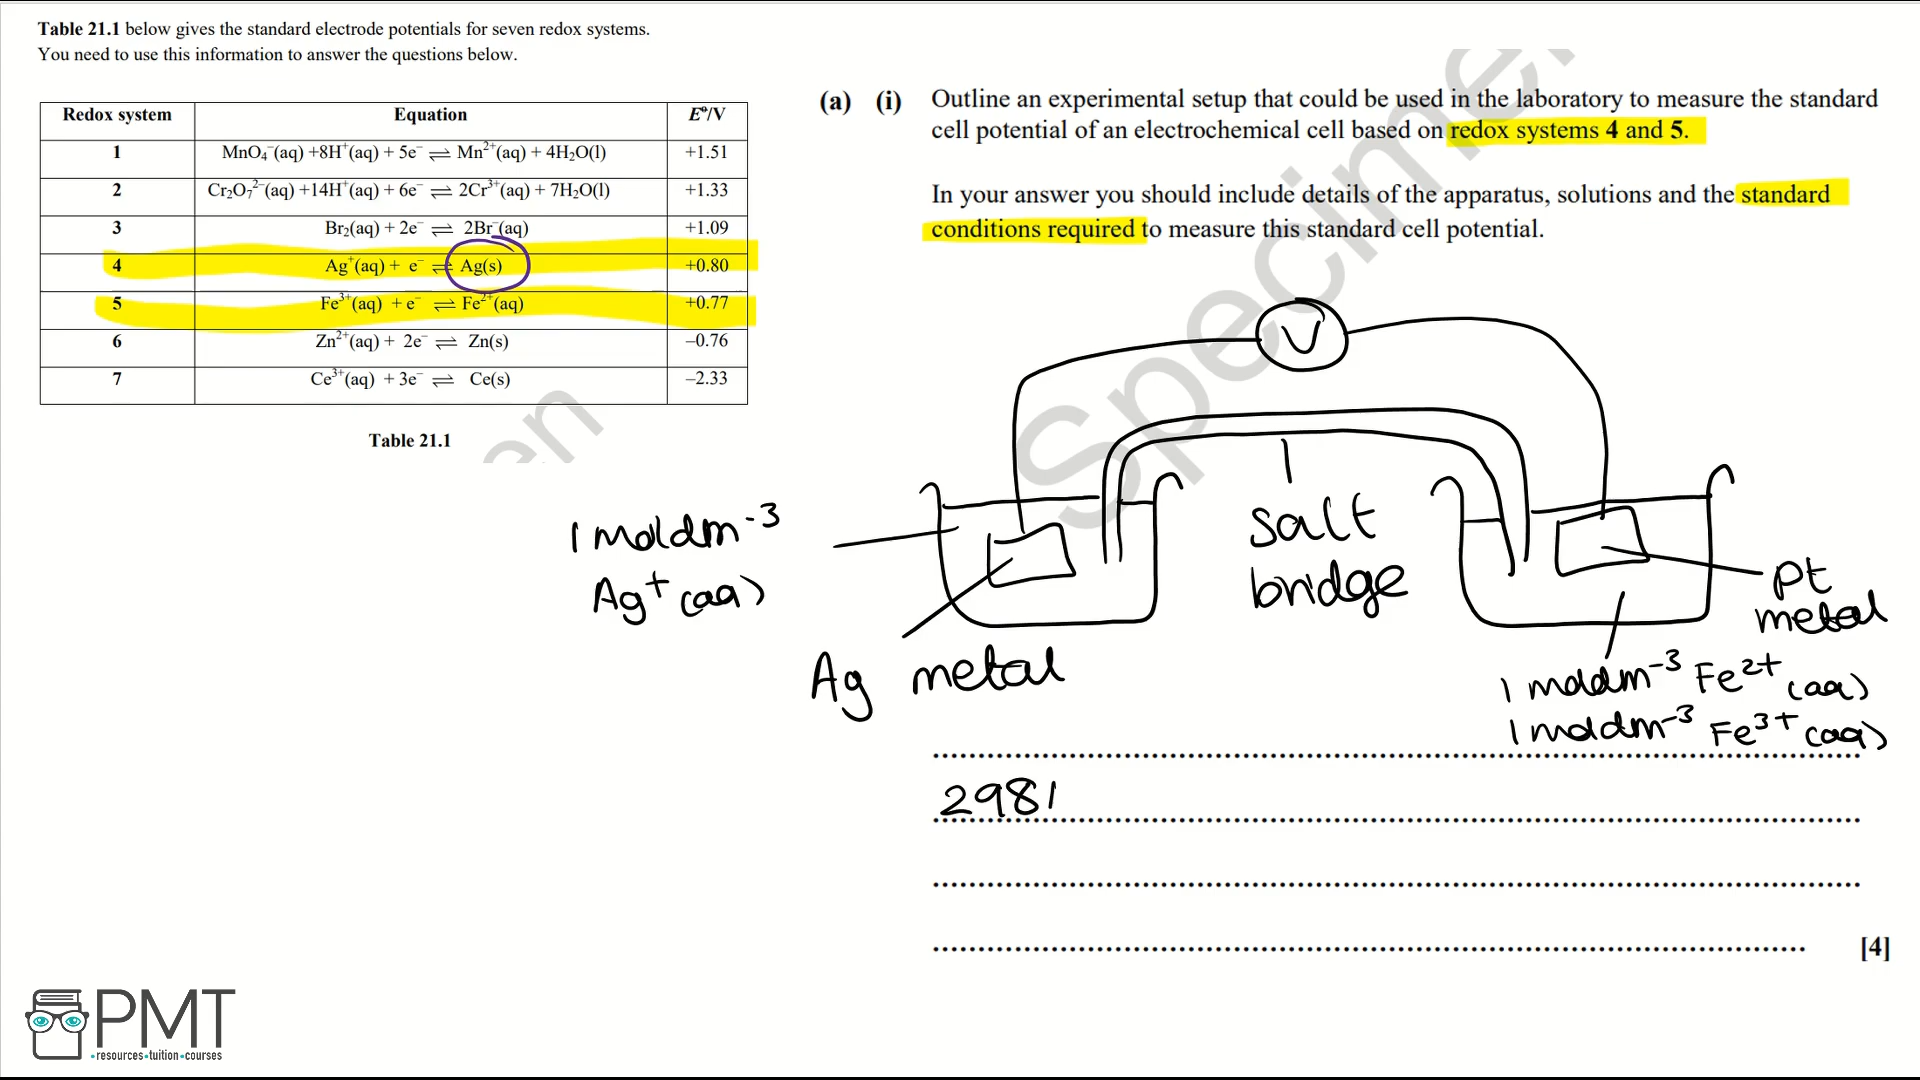 Table 21.1 below gives the standard electrode potentials for seven redox systems.
You need to use this information to answer the questions below.
Redox system Equation E⁰/V
1 MnO₄⁻(aq) +8H⁺(aq) + 5e⁻ ⇌ Mn²⁺(aq) + 4H₂O(l) +1.51
2 Cr₂O₇²⁻(aq) +14H⁺(aq) + 6e⁻ ⇌ 2Cr³⁺(aq) + 7H₂O(l) +1.33
3 Br₂(aq) + 2e⁻ ⇌ 2Br⁻(aq) +1.09
4 Ag⁺(aq) + e⁻ ⇌ Ag(s) +0.80
5 Fe³⁺(aq) + e⁻ ⇌ Fe²⁺(aq) +0.77
6 Zn²⁺(aq) + 2e⁻ ⇌ Zn(s) –0.76
7 Ce³⁺(aq) + 3e⁻ ⇌ Ce(s) –2.33
Table 21.1
(a) (i) Outline an experimental setup that could be used in the laboratory to measure the standard
cell potential of an electrochemical cell based on redox systems 4 and 5.
In your answer you should include details of the apparatus, solutions and the standard
conditions required to measure this standard cell potential.
Specimen
en
V
1 moldm⁻³
Ag⁺(aq)
Ag metal
salt
bridge
Pt
metal
1 moldm⁻³ Fe²⁺(aq)
1 moldm⁻³ Fe³⁺(aq)
298
[4]
PMT
•resources•tuition•courses